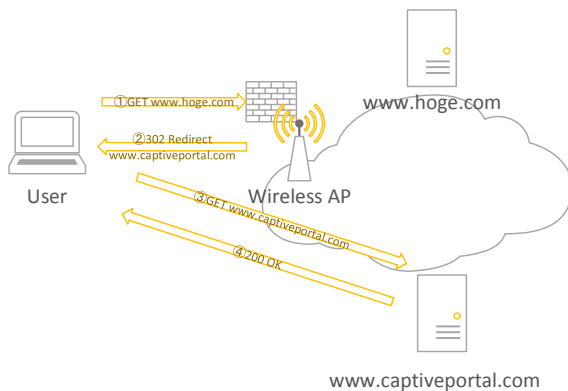 www.hoge.com
①GET www.hoge.com
②302 Redirect
www.captiveportal.com
User
Wireless AP
③GET www.captiveportal.com
④200 OK
www.captiveportal.com